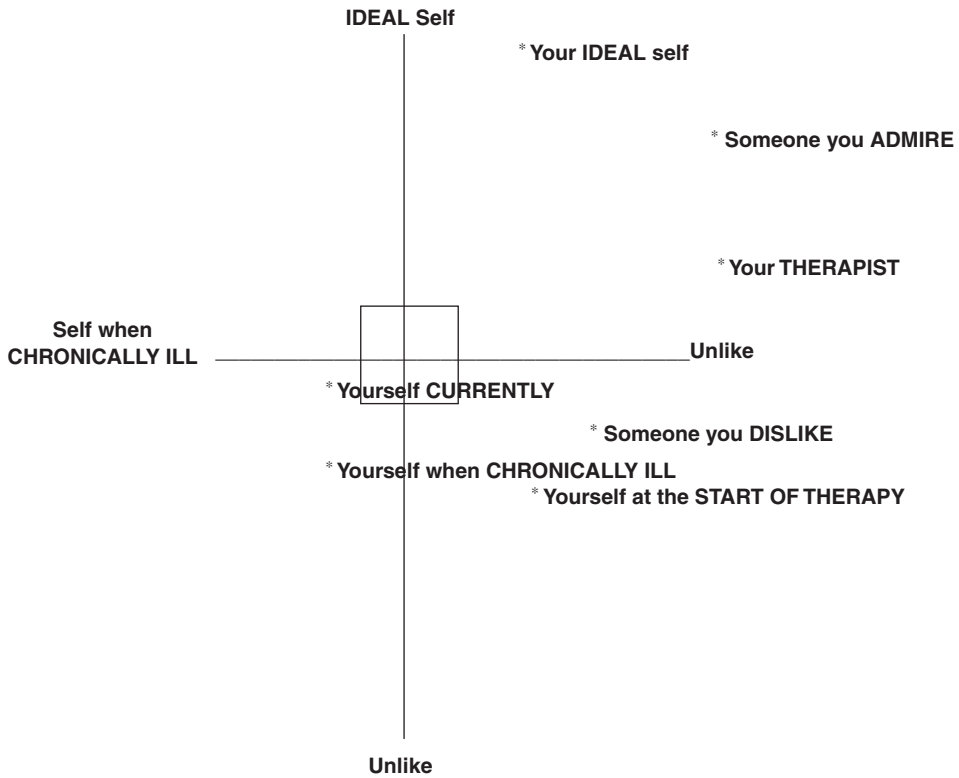 IDEAL Self
* Your IDEAL self
* Someone you ADMIRE
* Your THERAPIST
Self when
CHRONICALLY ILL
Unlike
* Yourself CURRENTLY
* Someone you DISLIKE
* Yourself when CHRONICALLY ILL
* Yourself at the START OF THERAPY
Unlike